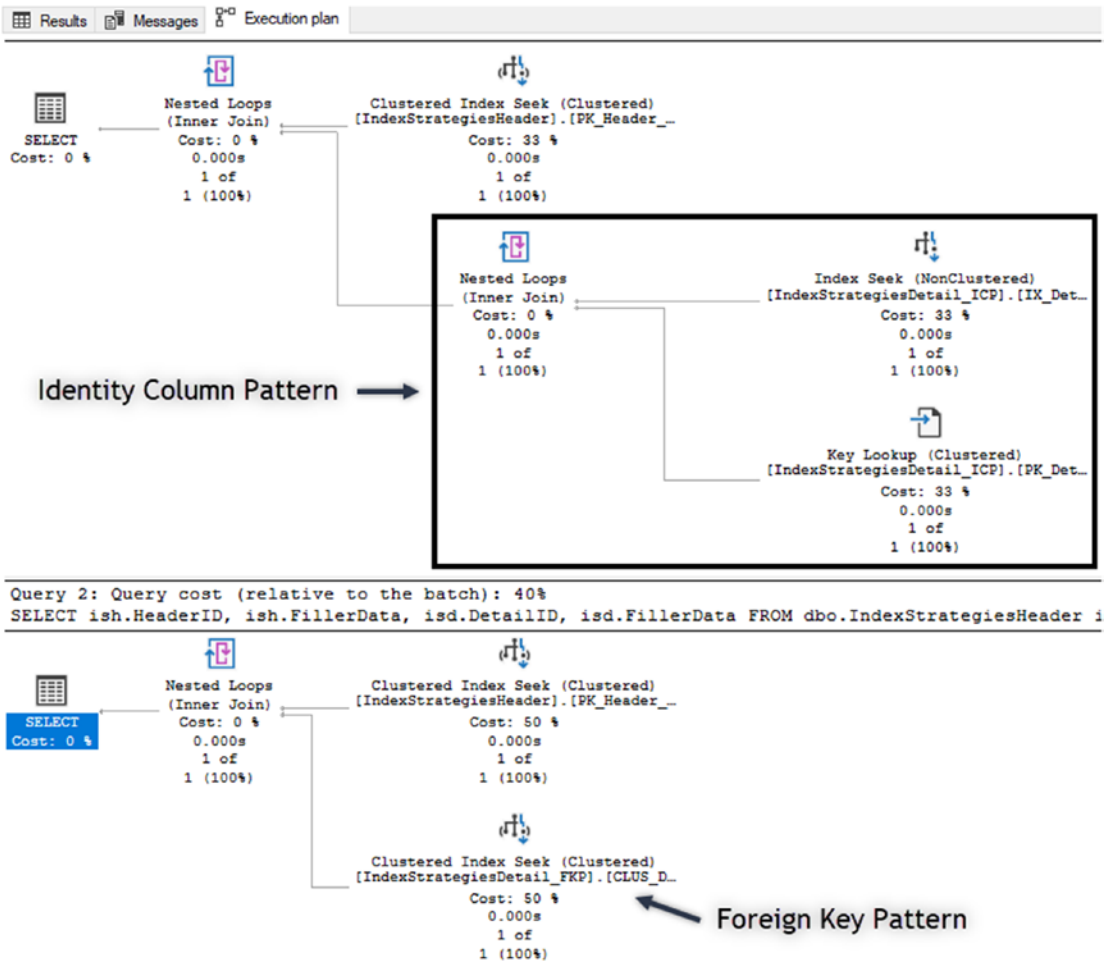 Results Messages Execution plan
Nested Loops
(Inner Join)
Cost: 0 %
0.000s
1 of
1 (100%)
Clustered Index Seek (Clustered)
[IndexStrategiesHeader].[PK_Header_…
Cost: 33 %
0.000s
1 of
1 (100%)
SELECT
Cost: 0 %
Nested Loops
(Inner Join)
Cost: 0 %
0.000s
1 of
1 (100%)
Index Seek (NonClustered)
[IndexStrategiesDetail_ICP].[IX_Det…
Cost: 33 %
0.000s
1 of
1 (100%)
Identity Column Pattern
Key Lookup (Clustered)
[IndexStrategiesDetail_ICP].[PK_Det…
Cost: 33 %
0.000s
1 of
1 (100%)
Query 2: Query cost (relative to the batch): 40%
SELECT ish.HeaderID, ish.FillerData, isd.DetailID, isd.FillerData FROM dbo.IndexStrategiesHeader i
Nested Loops
(Inner Join)
Cost: 0 %
0.000s
1 of
1 (100%)
Clustered Index Seek (Clustered)
[IndexStrategiesHeader].[PK_Header_…
Cost: 50 %
0.000s
1 of
1 (100%)
SELECT
Cost: 0 %
Clustered Index Seek (Clustered)
[IndexStrategiesDetail_FKP].[CLUS_D…
Cost: 50 %
0.000s
1 of
1 (100%)
Foreign Key Pattern